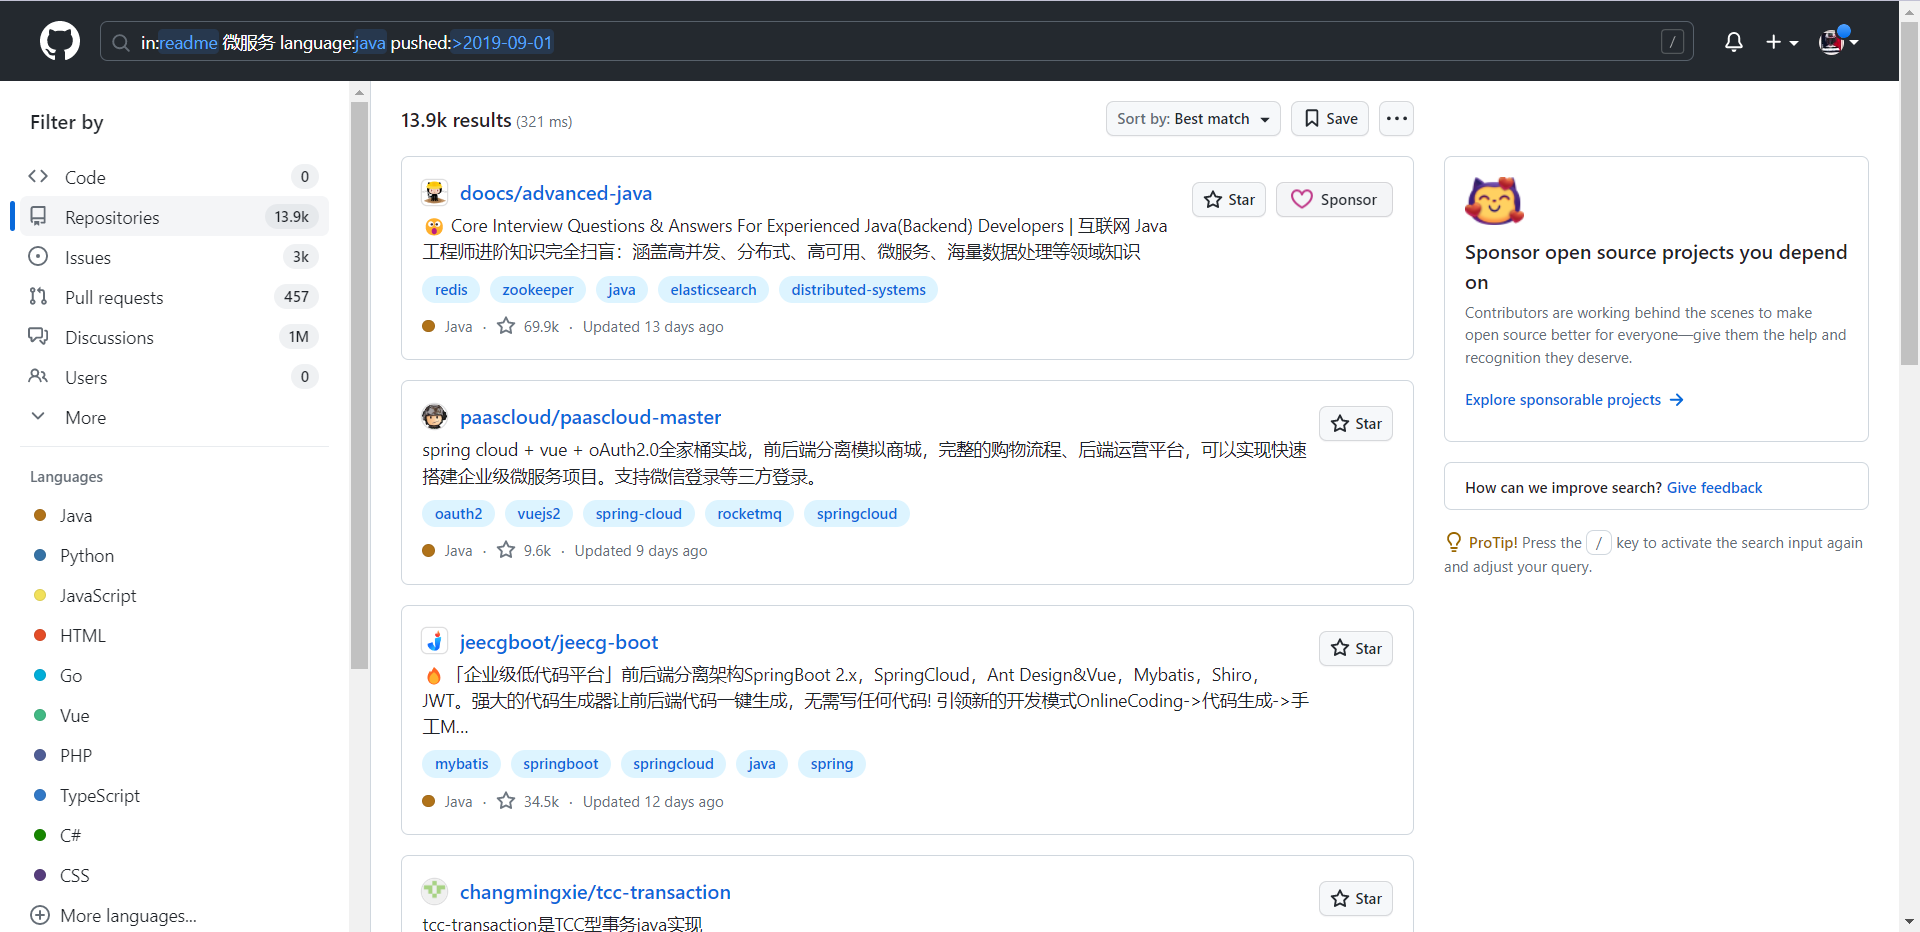 in:readme 微服务 language:java pushed:>2019-09-01
/
Filter by
Code 0
Repositories 13.9k
Issues 3k
Pull requests 457
Discussions 1M
Users 0
More
Languages
Java
Python
JavaScript
HTML
Go
Vue
PHP
TypeScript
C#
CSS
More languages...
13.9k results (321 ms)
Sort by: Best match
Save
doocs/advanced-java
Star
Sponsor
Core Interview Questions & Answers For Experienced Java(Backend) Developers | 互联网 Java
工程师进阶知识完全扫盲：涵盖高并发、分布式、高可用、微服务、海量数据处理等领域知识
redis zookeeper java elasticsearch distributed-systems
Java · 69.9k · Updated 13 days ago
paascloud/paascloud-master
Star
spring cloud + vue + oAuth2.0全家桶实战，前后端分离模拟商城，完整的购物流程、后端运营平台，可以实现快速
搭建企业级微服务项目。支持微信登录等三方登录。
oauth2 vuejs2 spring-cloud rocketmq springcloud
Java · 9.6k · Updated 9 days ago
jeecgboot/jeecg-boot
Star
「企业级低代码平台」前后端分离架构SpringBoot 2.x，SpringCloud，Ant Design&Vue，Mybatis，Shiro，
JWT。强大的代码生成器让前后端代码一键生成，无需写任何代码! 引领新的开发模式OnlineCoding->代码生成->手
工M...
mybatis springboot springcloud java spring
Java · 34.5k · Updated 12 days ago
changmingxie/tcc-transaction
Star
tcc-transaction是TCC型事务java实现
Sponsor open source projects you depend
on
Contributors are working behind the scenes to make
open source better for everyone—give them the help and
recognition they deserve.
Explore sponsorable projects
How can we improve search? Give feedback
ProTip! Press the / key to activate the search input again
and adjust your query.